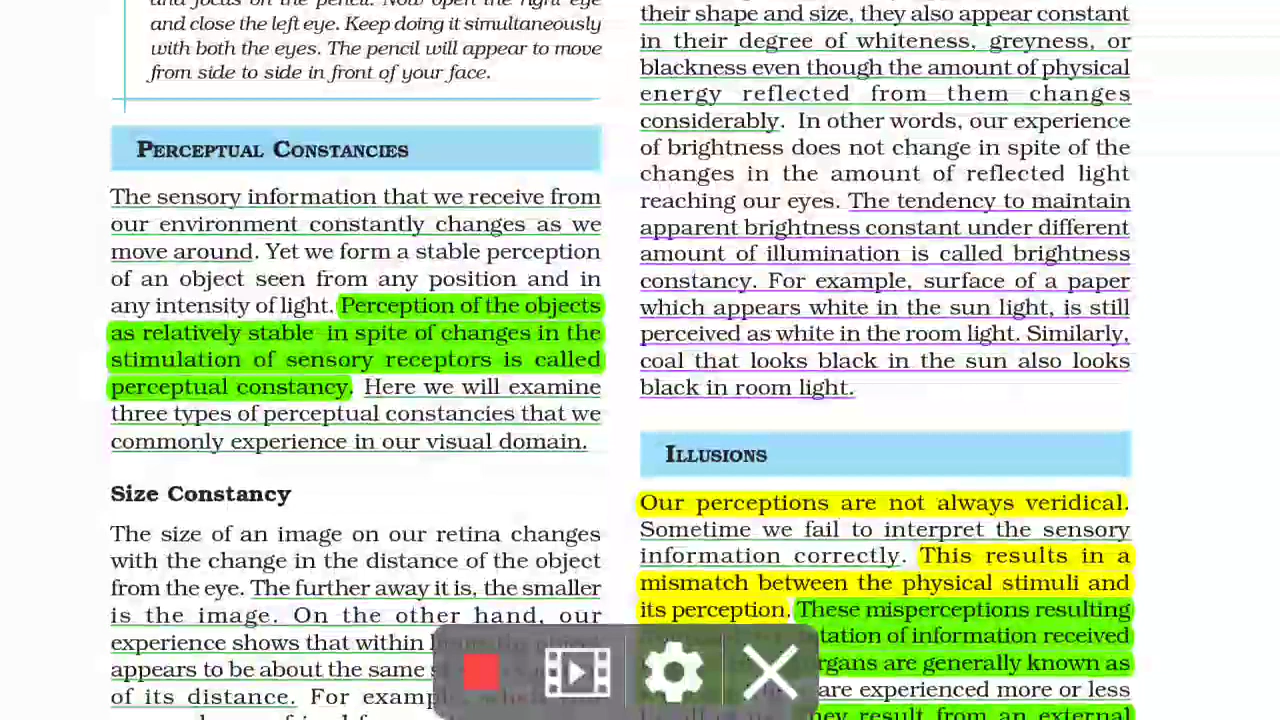 and focus on the pencil. Now open the right eye
and close the left eye. Keep doing it simultaneously
with both the eyes. The pencil will appear to move
from side to side in front of your face.
PERCEPTUAL CONSTANCIES
The sensory information that we receive from
our environment constantly changes as we
move around. Yet we form a stable perception
of an object seen from any position and in
any intensity of light. Perception of the objects
as relatively stable in spite of changes in the
stimulation of sensory receptors is called
perceptual constancy. Here we will examine
three types of perceptual constancies that we
commonly experience in our visual domain.
Size Constancy
The size of an image on our retina changes
with the change in the distance of the object
from the eye. The further away it is, the smaller
is the image. On the other hand, our
experience shows that within
appears to be about the same
of its distance. For example,
their shape and size, they also appear constant
in their degree of whiteness, greyness, or
blackness even though the amount of physical
energy reflected from them changes
considerably. In other words, our experience
of brightness does not change in spite of the
changes in the amount of reflected light
reaching our eyes. The tendency to maintain
apparent brightness constant under different
amount of illumination is called brightness
constancy. For example, surface of a paper
which appears white in the sun light, is still
perceived as white in the room light. Similarly,
coal that looks black in the sun also looks
black in room light.
ILLUSIONS
Our perceptions are not always veridical.
Sometime we fail to interpret the sensory
information correctly. This results in a
mismatch between the physical stimuli and
its perception. These misperceptions resulting
of information received
organs are generally known as
are experienced more or less
they result from an external